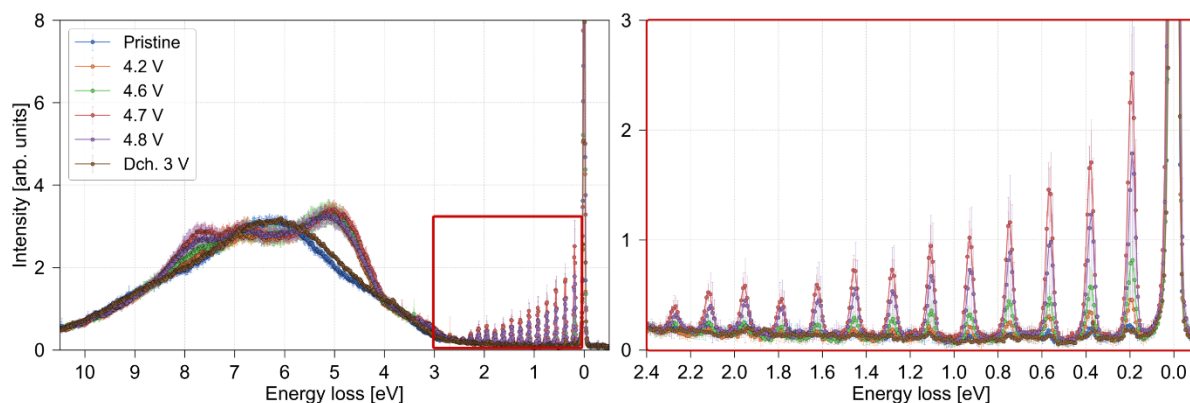 Intensity [arb. units]
8
6
4
2
0
Pristine
4.2 V
4.6 V
4.7 V
4.8 V
Dch. 3 V
10 9 8 7 6 5 4 3 2 1 0
Energy loss [eV]
3
2
1
0
2.4 2.2 2.0 1.8 1.6 1.4 1.2 1.0 0.8 0.6 0.4 0.2 0.0
Energy loss [eV]